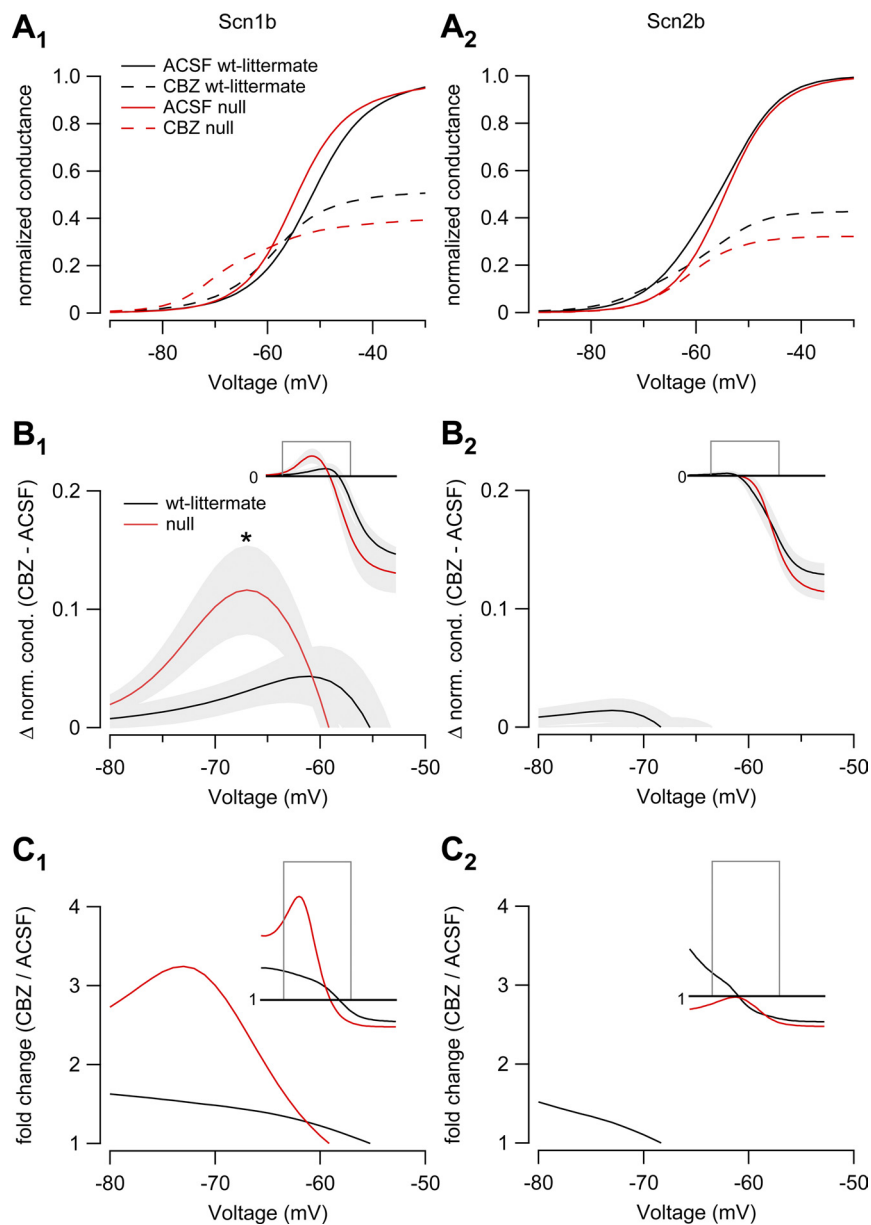 A1
Scn1b
ACSF wt-littermate
CBZ wt-littermate
ACSF null
CBZ null
normalized conductance
1.0
0.8
0.6
0.4
0.2
0
-80
-60
-40
Voltage (mV)
A2
Scn2b
normalized conductance
1.0
0.8
0.6
0.4
0.2
0
-80
-60
-40
Voltage (mV)
B1
0
wt-littermate
null
*
Δ norm. cond. (CBZ - ACSF)
0.2
0.1
0
-80
-70
-60
-50
Voltage (mV)
B2
0
Δ norm. cond. (CBZ - ACSF)
0.2
0.1
0
-80
-70
-60
-50
Voltage (mV)
C1
1
fold change (CBZ / ACSF)
4
3
2
1
-80
-70
-60
-50
Voltage (mV)
C2
1
fold change (CBZ / ACSF)
4
3
2
1
-80
-70
-60
-50
Voltage (mV)